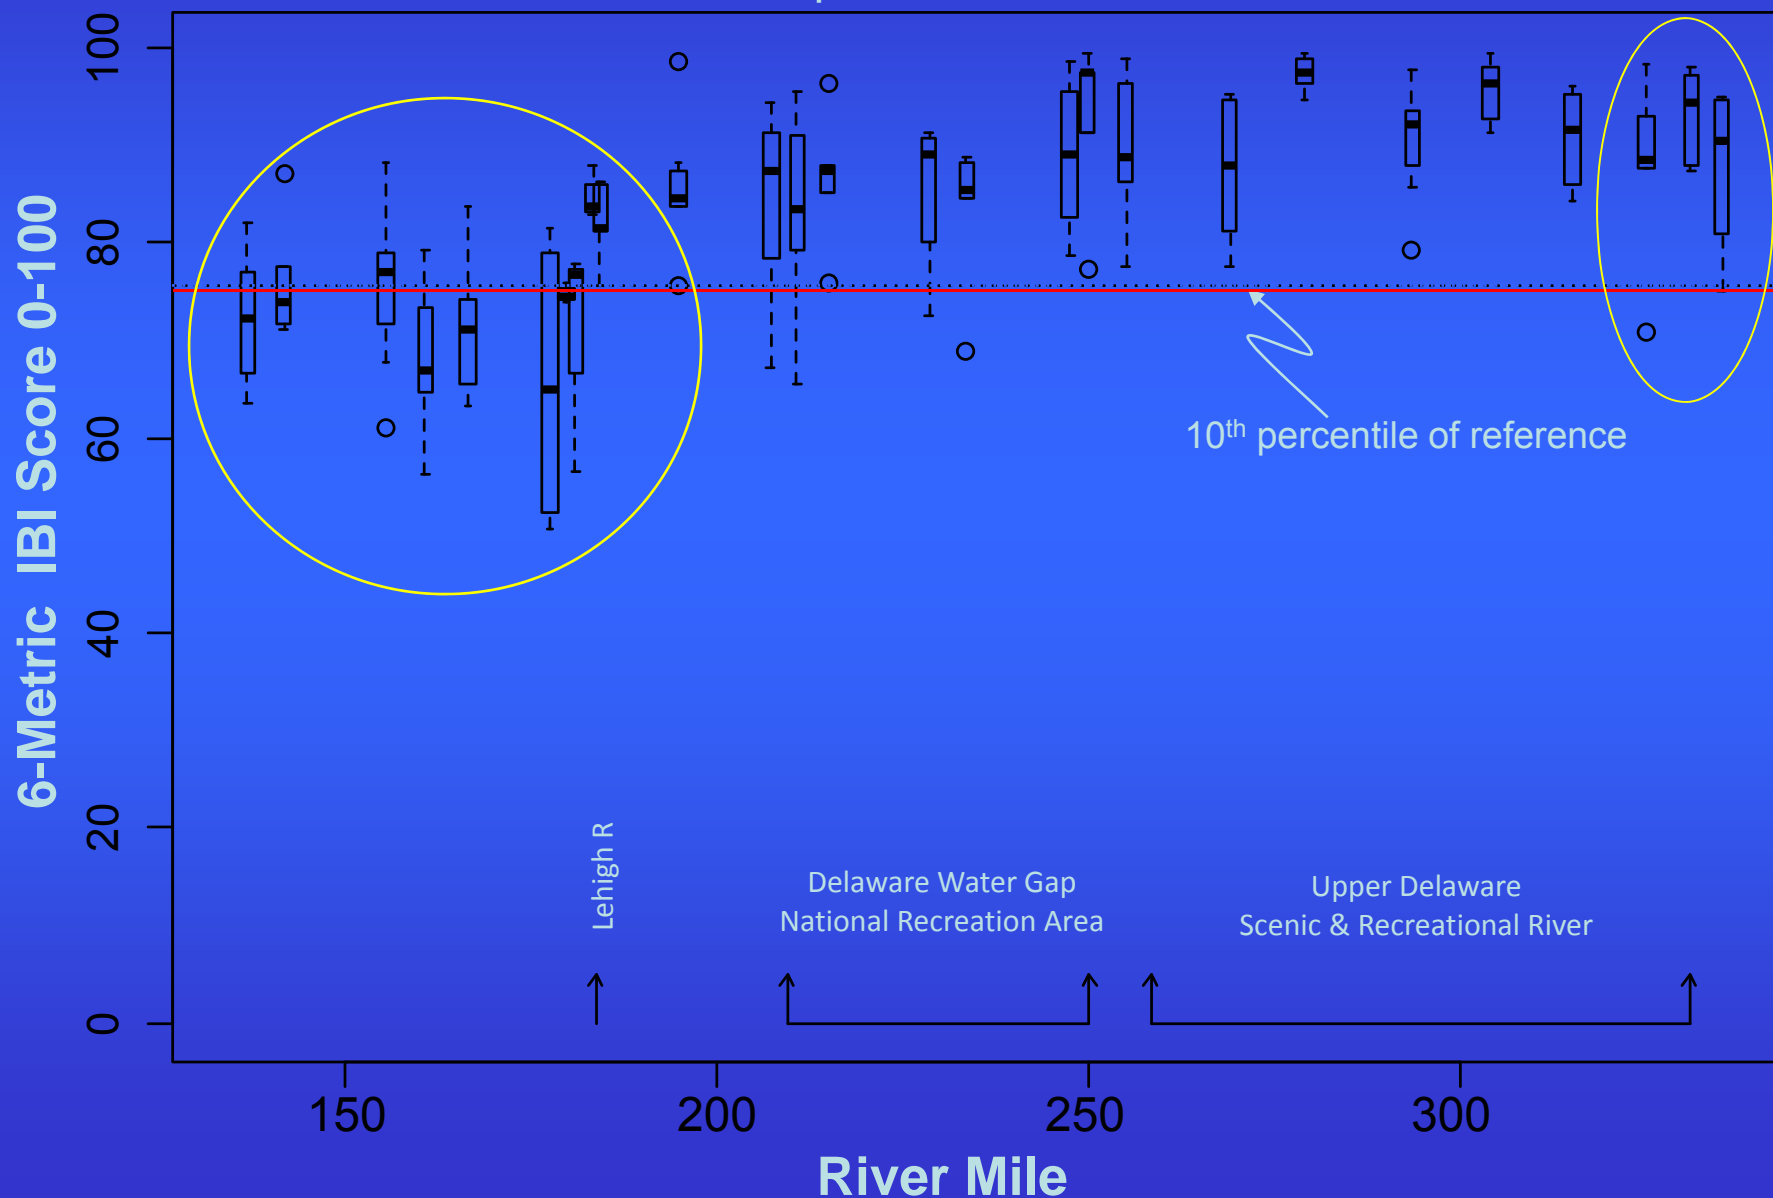 6-Metric IBI Score 0-100
100
80
60
40
20
0
10th percentile of reference
Lehigh R
Delaware Water Gap
National Recreation Area
Upper Delaware
Scenic & Recreational River
150
200
250
300
River Mile